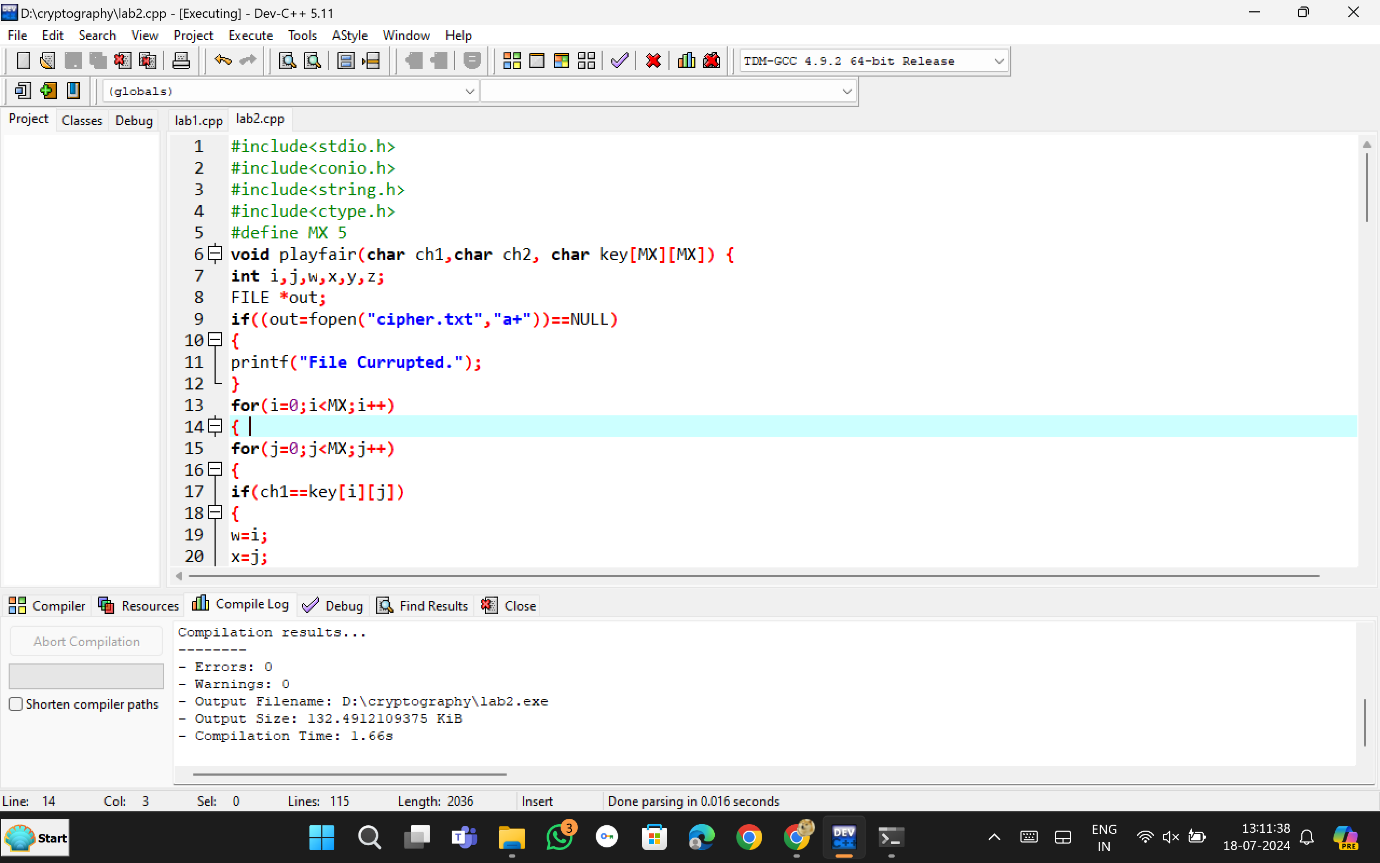 D:\cryptography\lab2.cpp - [Executing] - Dev-C++ 5.11
File Edit Search View Project Execute Tools AStyle Window Help
TDM-GCC 4.9.2 64-bit Release
(globals)
Project Classes Debug lab1.cpp lab2.cpp
1 #include<stdio.h>
2 #include<conio.h>
3 #include<string.h>
4 #include<ctype.h>
5 #define MX 5
6 void playfair(char ch1,char ch2, char key[MX][MX]) {
7 int i,j,w,x,y,z;
8 FILE *out;
9 if((out=fopen("cipher.txt","a+"))==NULL)
10 {
11 printf("File Currupted.");
12 }
13 for(i=0;i<MX;i++)
14 {
15 for(j=0;j<MX;j++)
16 {
17 if(ch1==key[i][j])
18 {
19 w=i;
20 x=j;
Compiler Resources Compile Log Debug Find Results Close
Abort Compilation
Shorten compiler paths
Compilation results...
--------
- Errors: 0
- Warnings: 0
- Output Filename: D:\cryptography\lab2.exe
- Output Size: 132.4912109375 KiB
- Compilation Time: 1.66s
Line: 14 Col: 3 Sel: 0 Lines: 115 Length: 2036 Insert Done parsing in 0.016 seconds
Start
3
DEV
C++
ENG
IN
13:11:38
18-07-2024
PRE